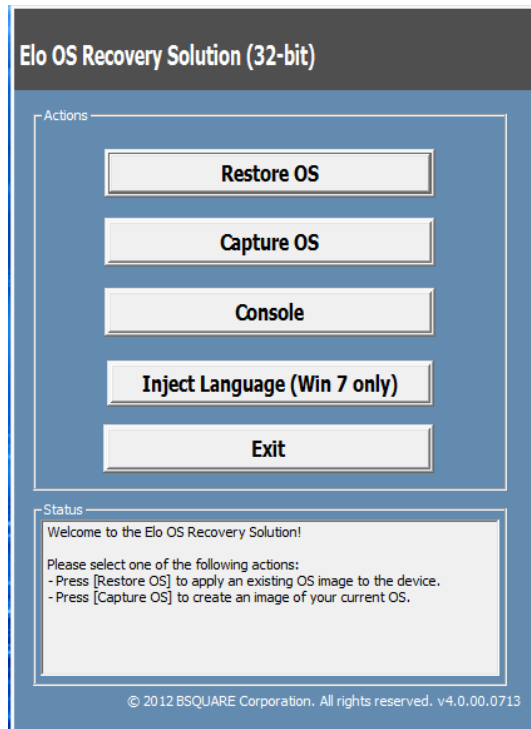 Elo OS Recovery Solution (32-bit)
Actions
Restore OS
Capture OS
Console
Inject Language (Win 7 only)
Exit
Status
Welcome to the Elo OS Recovery Solution!
Please select one of the following actions:
- Press [Restore OS] to apply an existing OS image to the device.
- Press [Capture OS] to create an image of your current OS.
© 2012 BSQUARE Corporation. All rights reserved. v4.0.00.0713